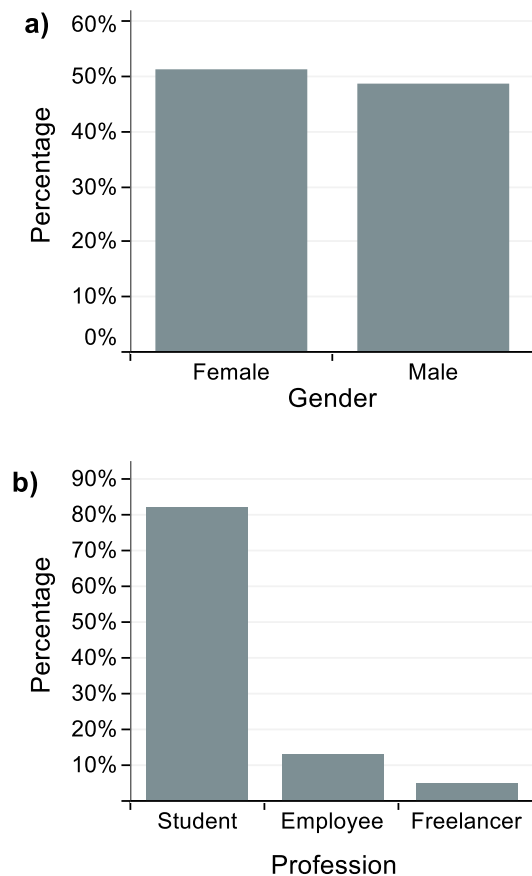 a)
Percentage
60%
50%
40%
30%
20%
10%
0%
Female Male
Gender
b)
Percentage
90%
80%
70%
60%
50%
40%
30%
20%
10%
Student Employee Freelancer
Profession